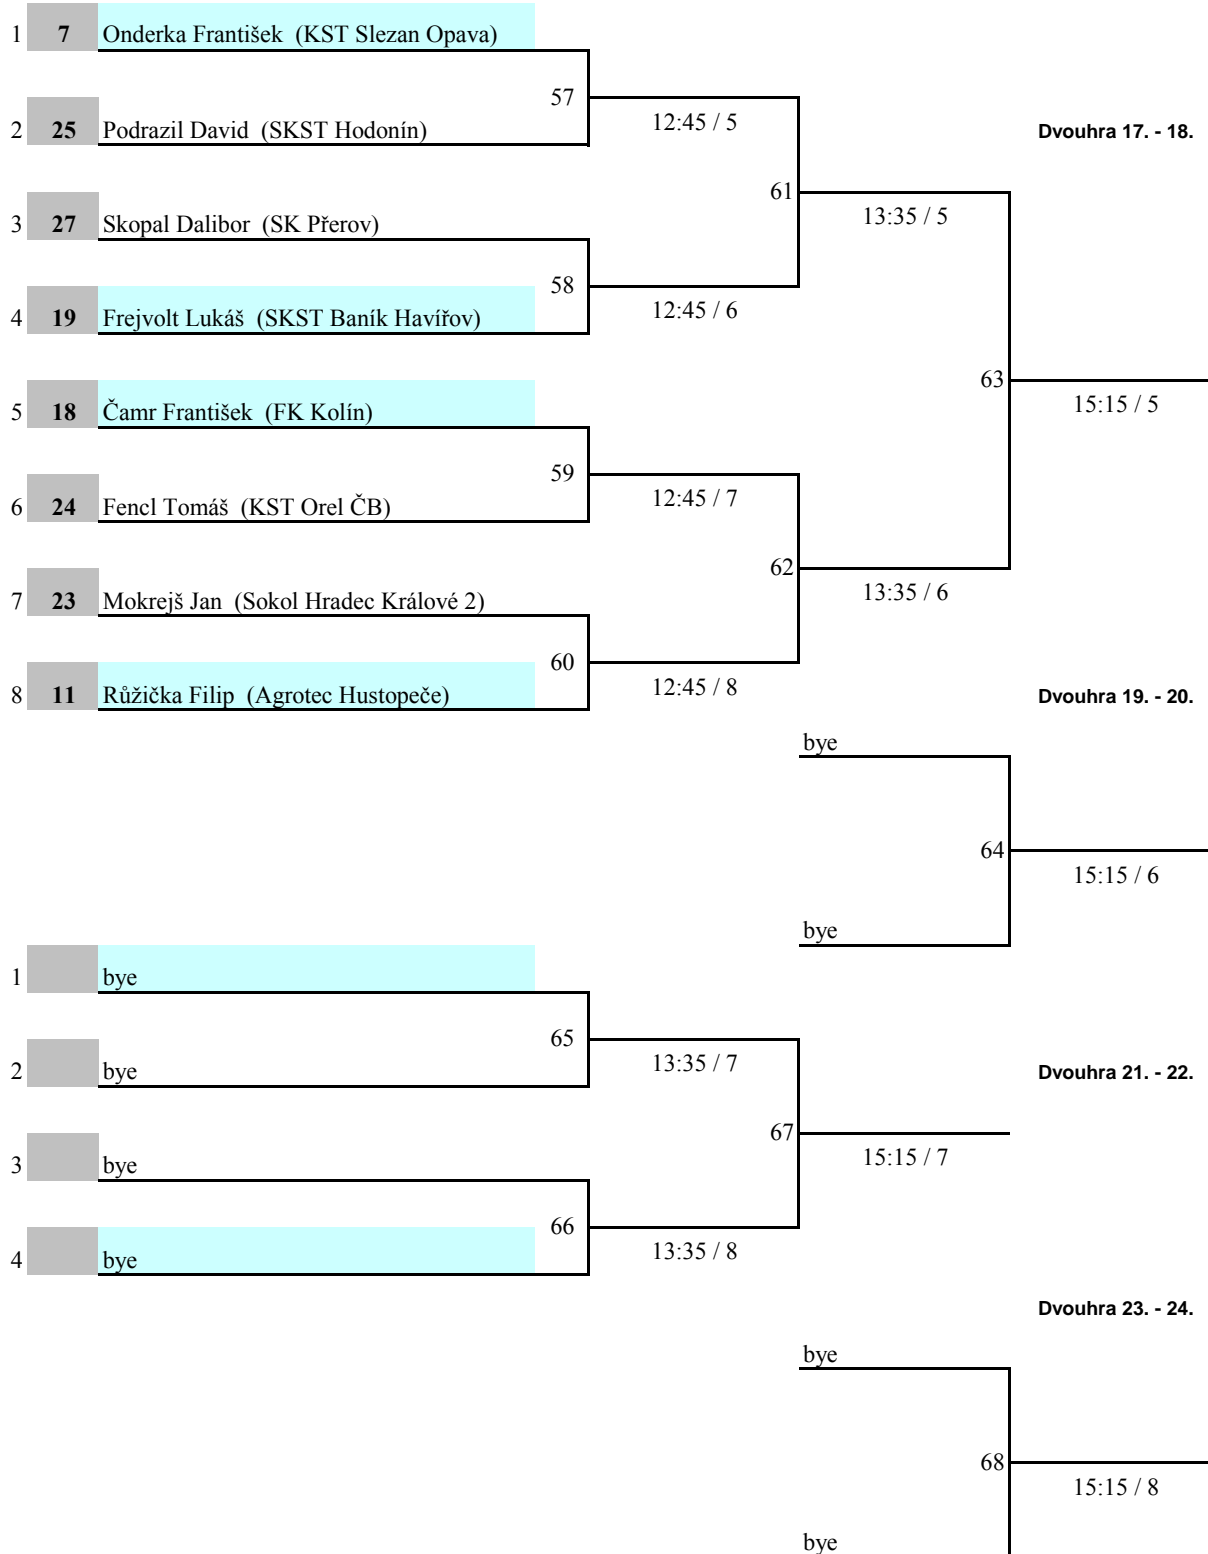 1 7 Onderka František (KST Slezan Opava)
57
12:45 / 5
2 25 Podrazil David (SKST Hodonín)
Dvouhra 17. - 18.
61
13:35 / 5
3 27 Skopal Dalibor (SK Přerov)
58
12:45 / 6
4 19 Frejvolt Lukáš (SKST Baník Havířov)
63
15:15 / 5
5 18 Čamr František (FK Kolín)
59
12:45 / 7
6 24 Fencl Tomáš (KST Orel ČB)
62
13:35 / 6
7 23 Mokrejš Jan (Sokol Hradec Králové 2)
60
12:45 / 8
8 11 Růžička Filip (Agrotec Hustopeče)
Dvouhra 19. - 20.
bye
64
15:15 / 6
bye
1 bye
65
13:35 / 7
2 bye
Dvouhra 21. - 22.
67
15:15 / 7
3 bye
66
13:35 / 8
4 bye
Dvouhra 23. - 24.
bye
68
15:15 / 8
bye